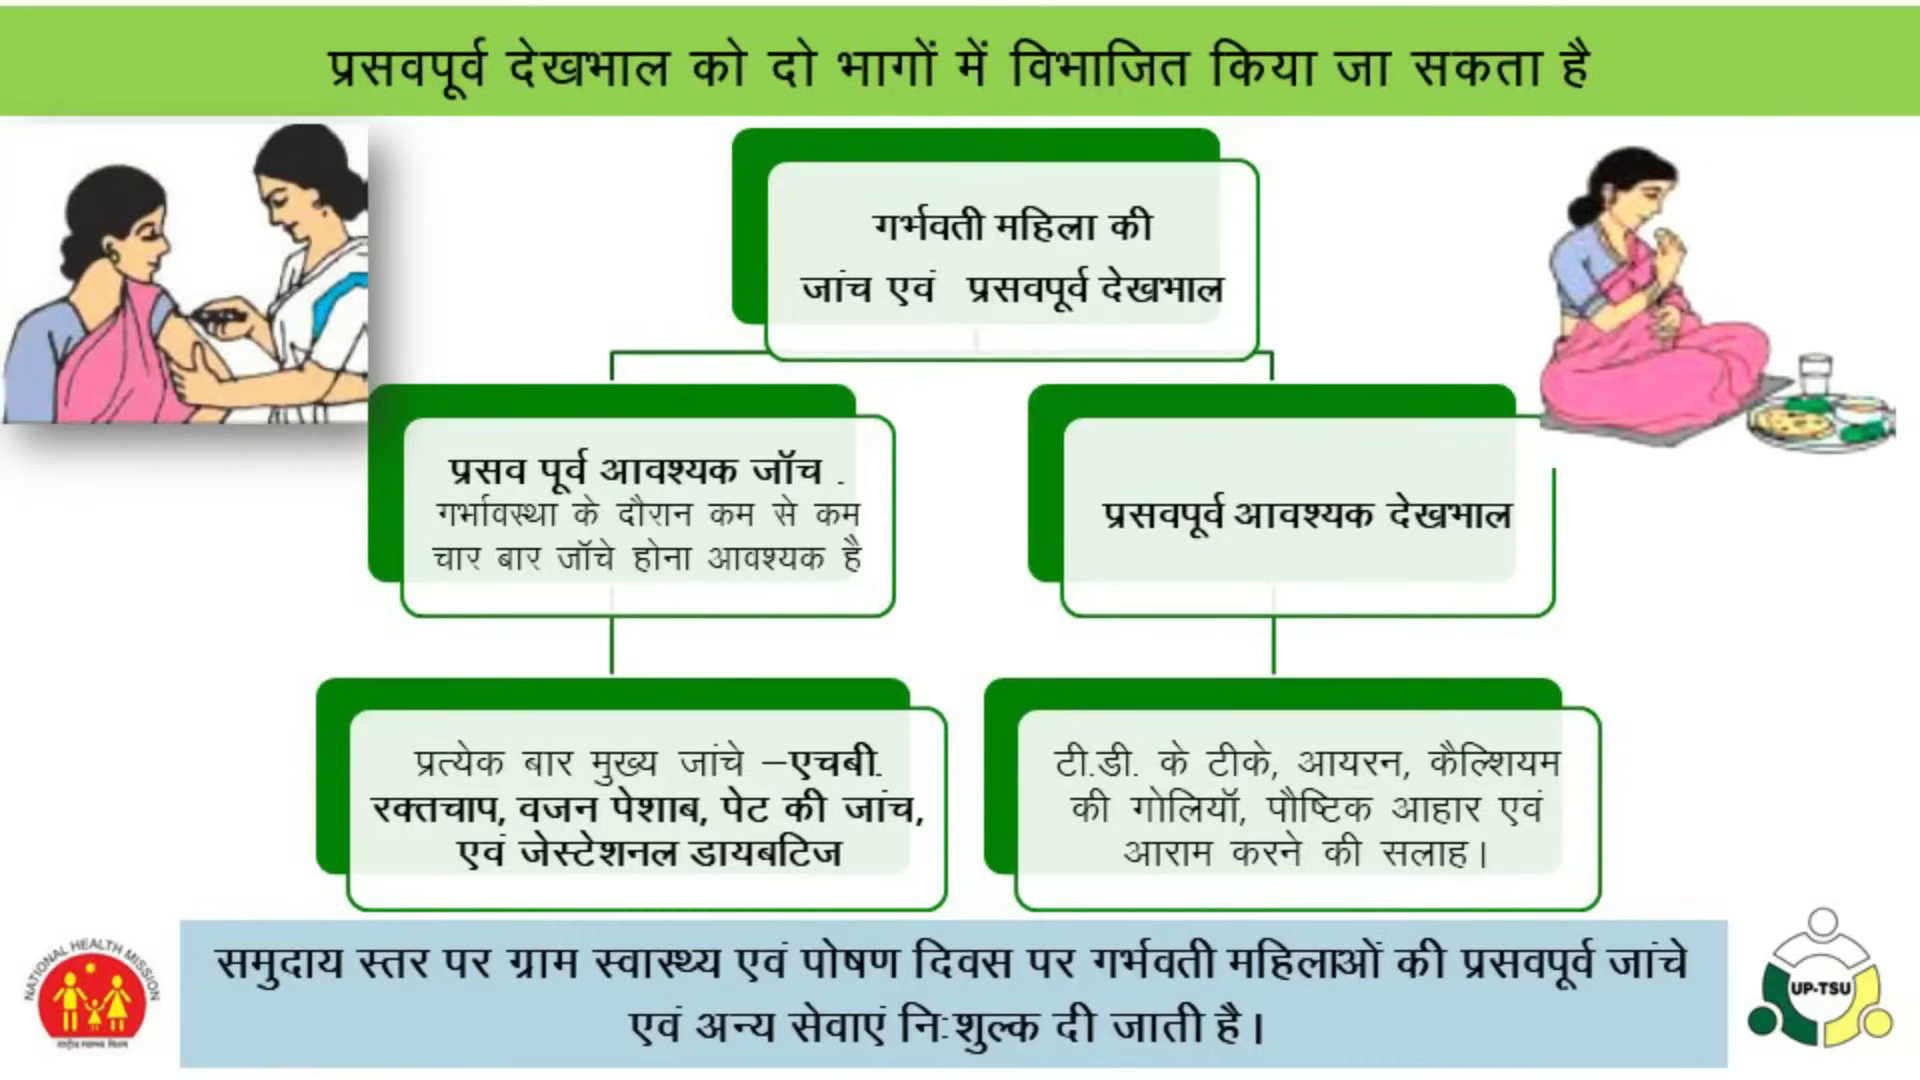 प्रसवपूर्व देखभाल को दो भागों में विभाजित किया जा सकता है
गर्भवती महिला की
जांच एवं प्रसवपूर्व देखभाल
प्रसव पूर्व आवश्यक जॉच .
गर्भावस्था के दौरान कम से कम
चार बार जॉचे होना आवश्यक है
प्रसवपूर्व आवश्यक देखभाल
प्रत्येक बार मुख्य जांचे –एचबी.
रक्तचाप, वजन पेशाब, पेट की जांच,
एवं जेस्टेशनल डायबटिज
टी.डी. के टीके, आयरन, कैल्शियम
की गोलियॉ, पौष्टिक आहार एवं
आराम करने की सलाह।
समुदाय स्तर पर ग्राम स्वास्थ्य एवं पोषण दिवस पर गर्भवती महिलाओं की प्रसवपूर्व जांचे
एवं अन्य सेवाएं निःशुल्क दी जाती है।
NATIONAL HEALTH MISSION
राष्ट्रीय स्वास्थ्य मिशन
UP-TSU